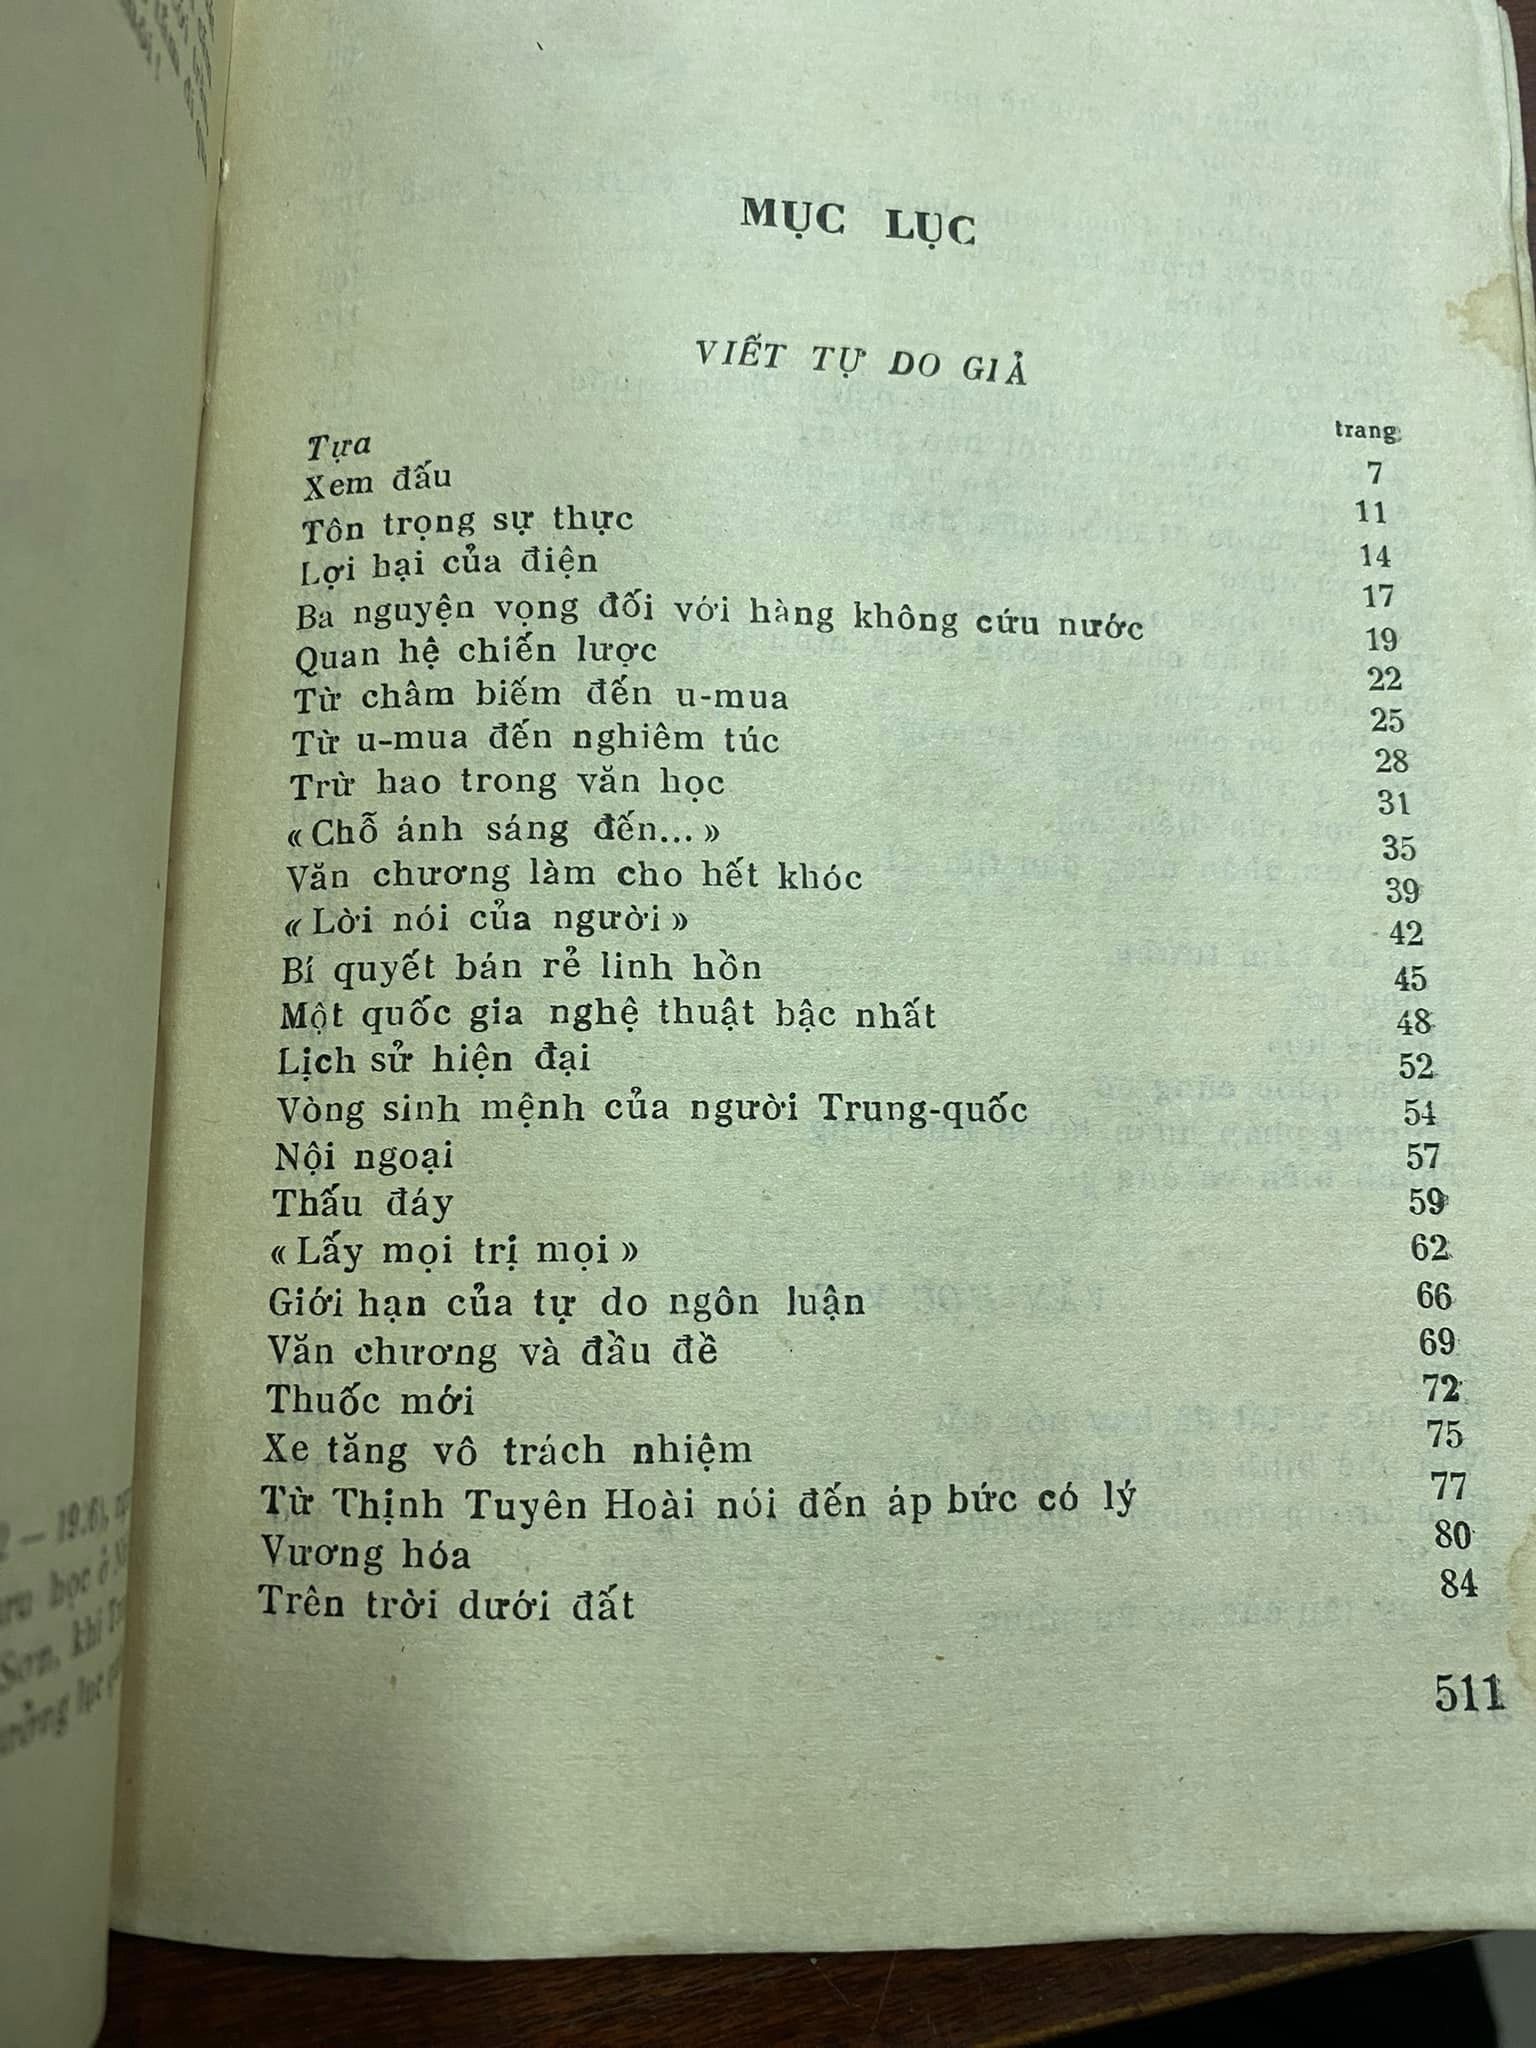 MỤC LỤC
VIẾT TỰ DO GIẢ
trang
Tựa 7
Xem đấu 11
Tôn trọng sự thực 14
Lợi hại của điện 17
Ba nguyện vọng đối với hàng không cứu nước 19
Quan hệ chiến lược 22
Từ châm biếm đến u-mua 25
Từ u-mua đến nghiêm túc 28
Trừ hao trong văn học 31
«Chỗ ánh sáng đến...» 35
Văn chương làm cho hết khóc 39
«Lời nói của người» 42
Bí quyết bán rẻ linh hồn 45
Một quốc gia nghệ thuật bậc nhất 48
Lịch sử hiện đại 52
Vòng sinh mệnh của người Trung-quốc 54
Nội ngoại 57
Thấu đáy 59
«Lấy mọi trị mọi» 62
Giới hạn của tự do ngôn luận 66
Văn chương và đầu đề 69
Thuốc mới 72
Xe tăng vô trách nhiệm 75
Từ Thịnh Tuyên Hoài nói đến áp bức có lý 77
Vương hóa 80
Trên trời dưới đất 84
511
học ở
Sơn, khi